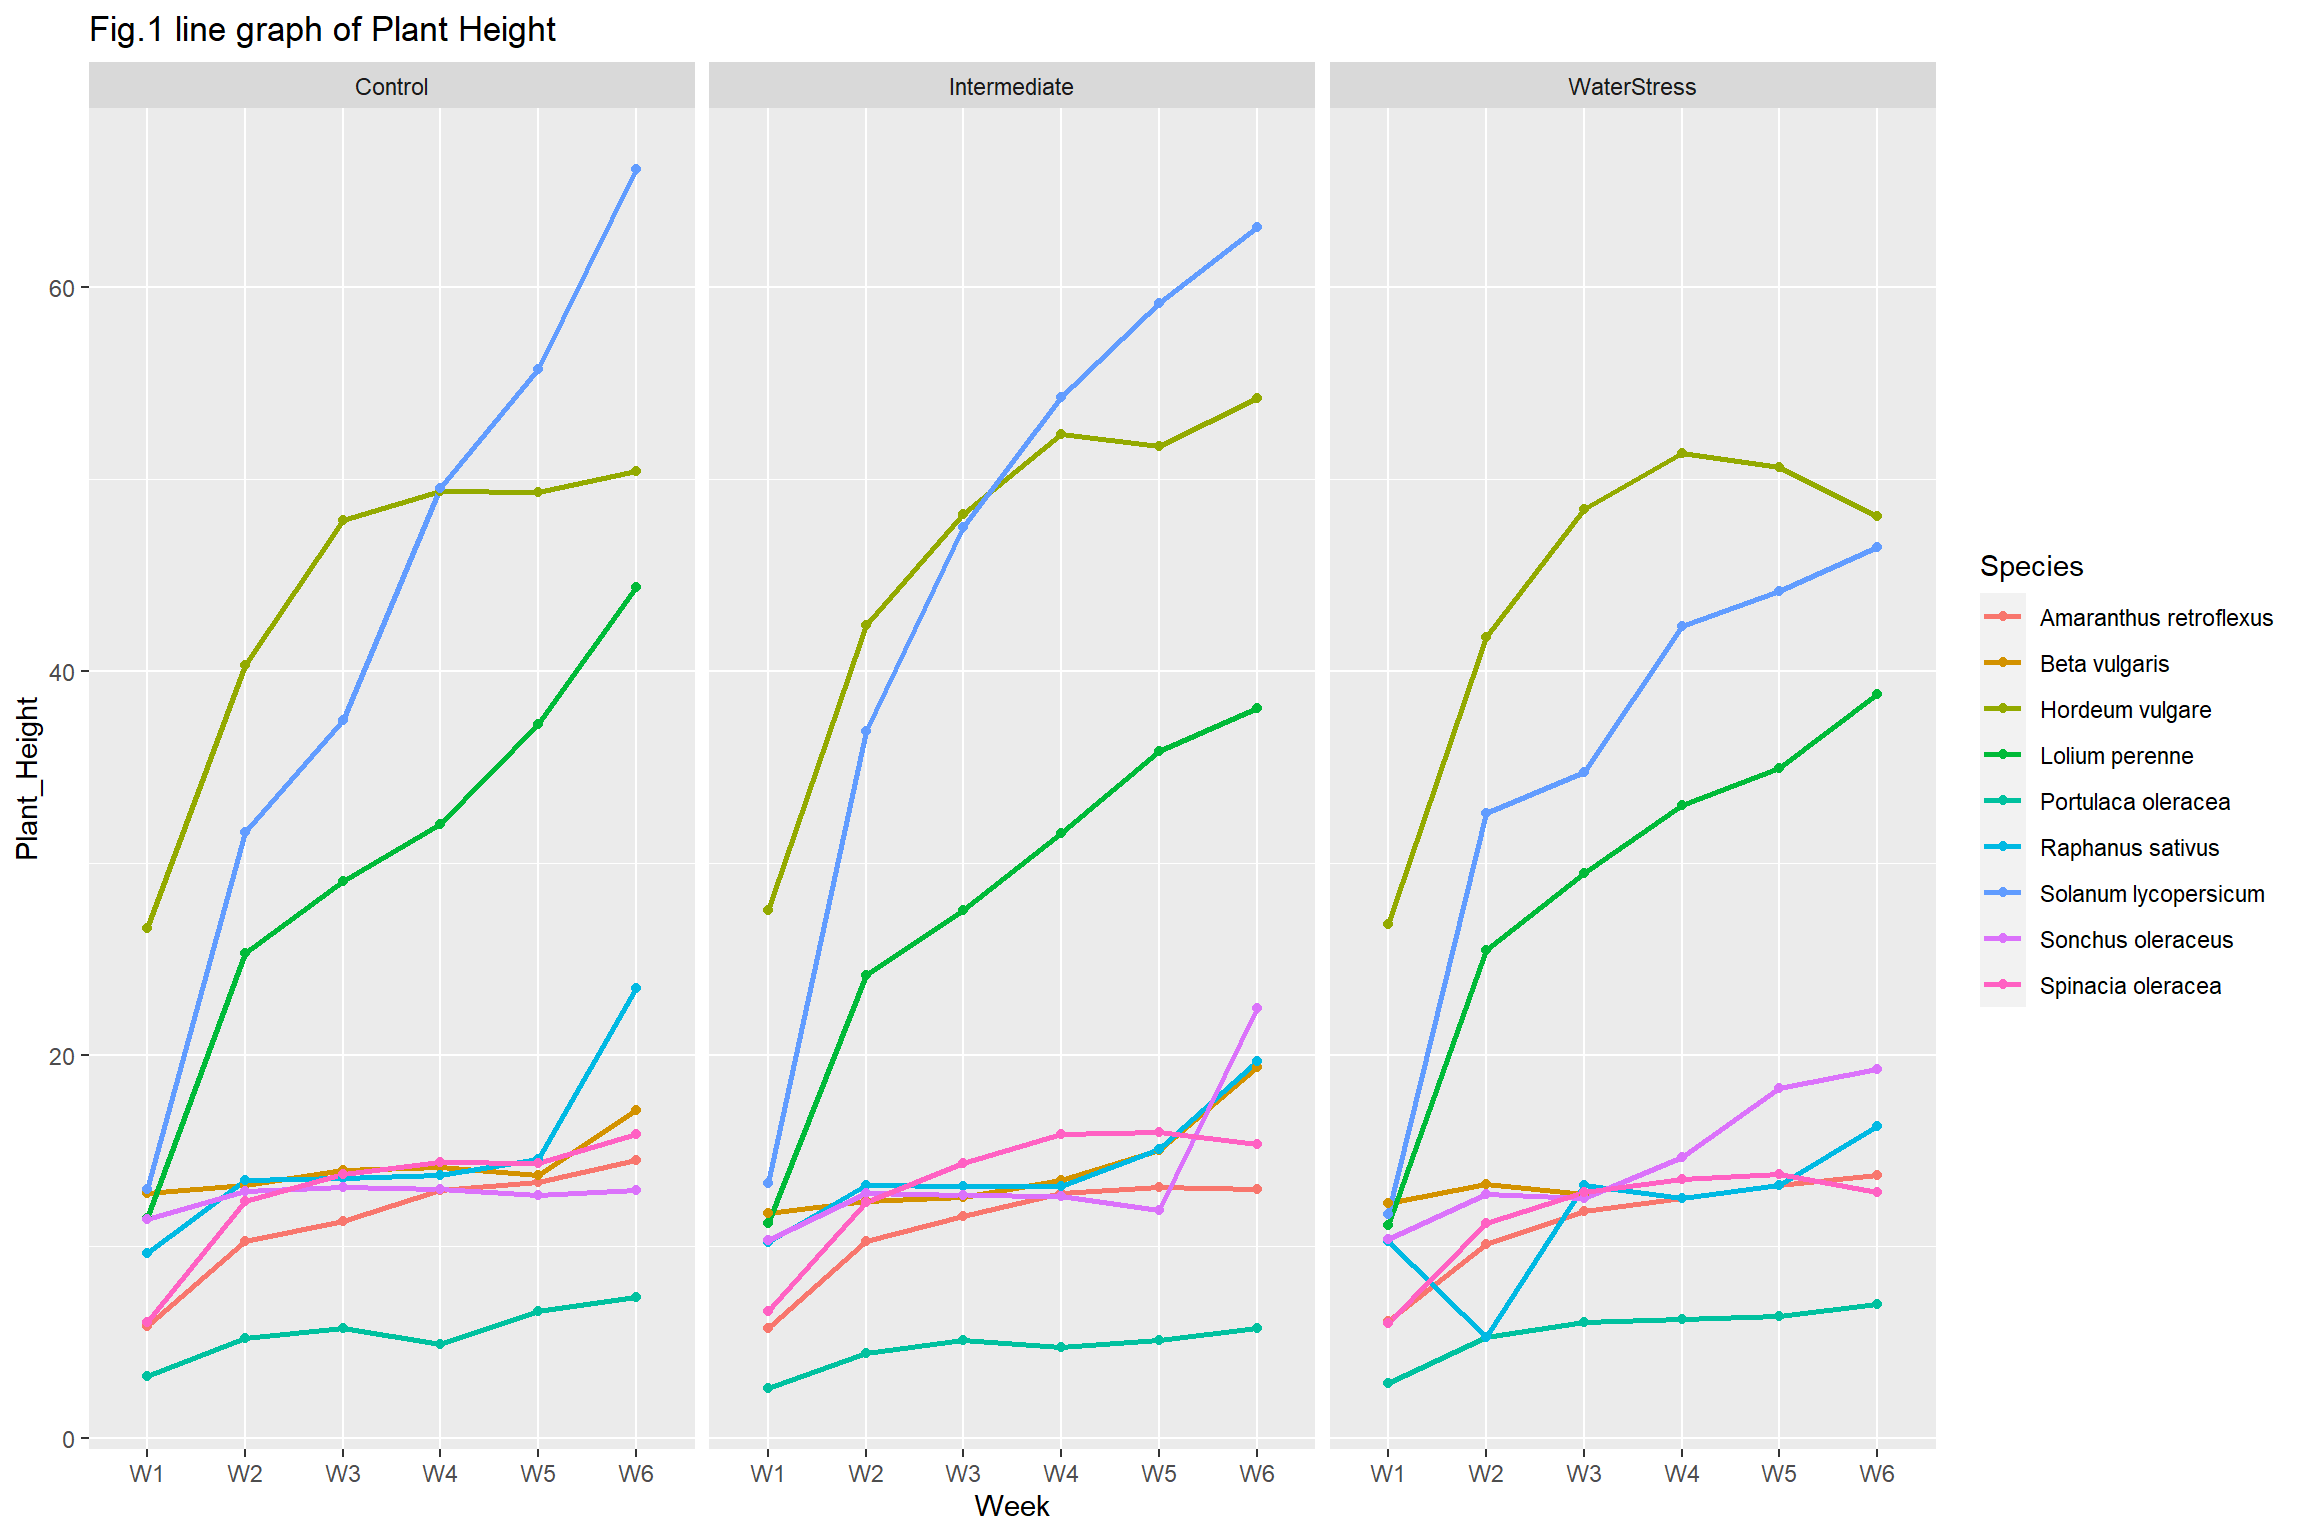 Fig.1 line graph of Plant Height
Control
Intermediate
WaterStress
Plant_Height
60
40
20
0
W1 W2 W3 W4 W5 W6
W1 W2 W3 W4 W5 W6
W1 W2 W3 W4 W5 W6
Week
Species
Amaranthus retroflexus
Beta vulgaris
Hordeum vulgare
Lolium perenne
Portulaca oleracea
Raphanus sativus
Solanum lycopersicum
Sonchus oleraceus
Spinacia oleracea